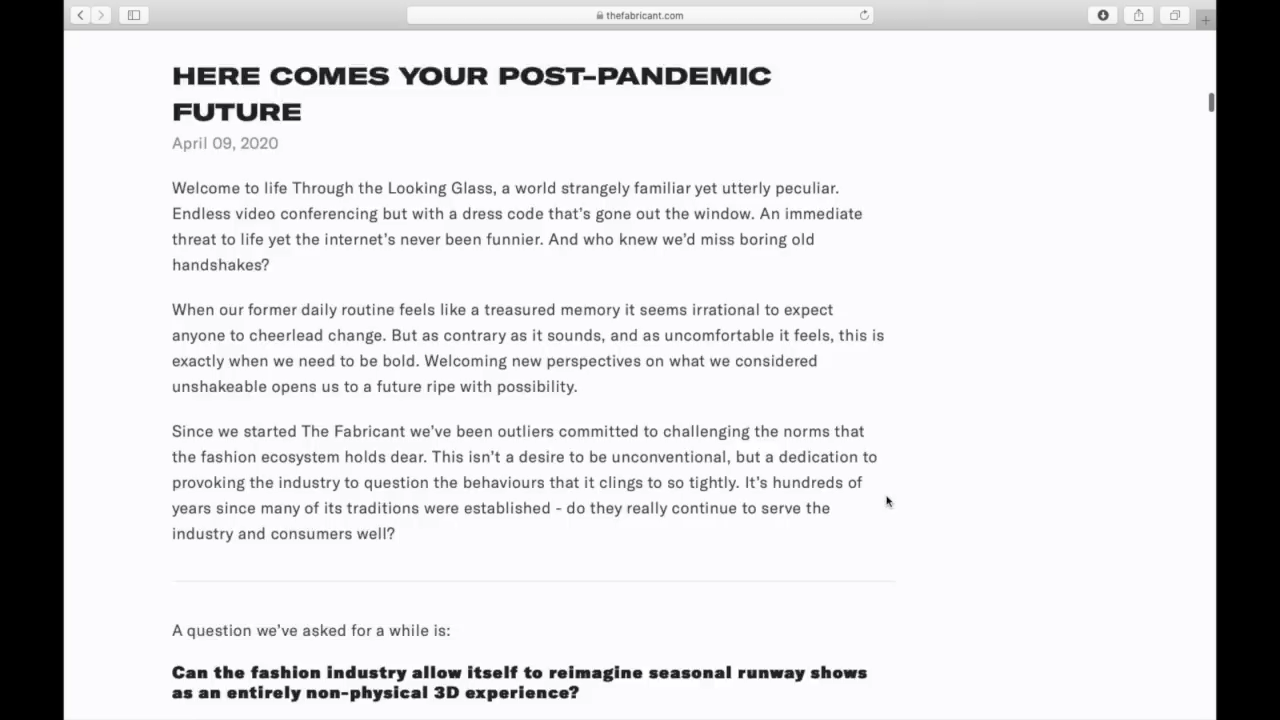 thefabricant.com
HERE COMES YOUR POST-PANDEMIC
FUTURE
April 09, 2020
Welcome to life Through the Looking Glass, a world strangely familiar yet utterly peculiar.
Endless video conferencing but with a dress code that's gone out the window. An immediate
threat to life yet the internet's never been funnier. And who knew we'd miss boring old
handshakes?
When our former daily routine feels like a treasured memory it seems irrational to expect
anyone to cheerlead change. But as contrary as it sounds, and as uncomfortable it feels, this is
exactly when we need to be bold. Welcoming new perspectives on what we considered
unshakeable opens us to a future ripe with possibility.
Since we started The Fabricant we've been outliers committed to challenging the norms that
the fashion ecosystem holds dear. This isn't a desire to be unconventional, but a dedication to
provoking the industry to question the behaviours that it clings to so tightly. It's hundreds of
years since many of its traditions were established - do they really continue to serve the
industry and consumers well?
A question we've asked for a while is:
Can the fashion industry allow itself to reimagine seasonal runway shows
as an entirely non-physical 3D experience?